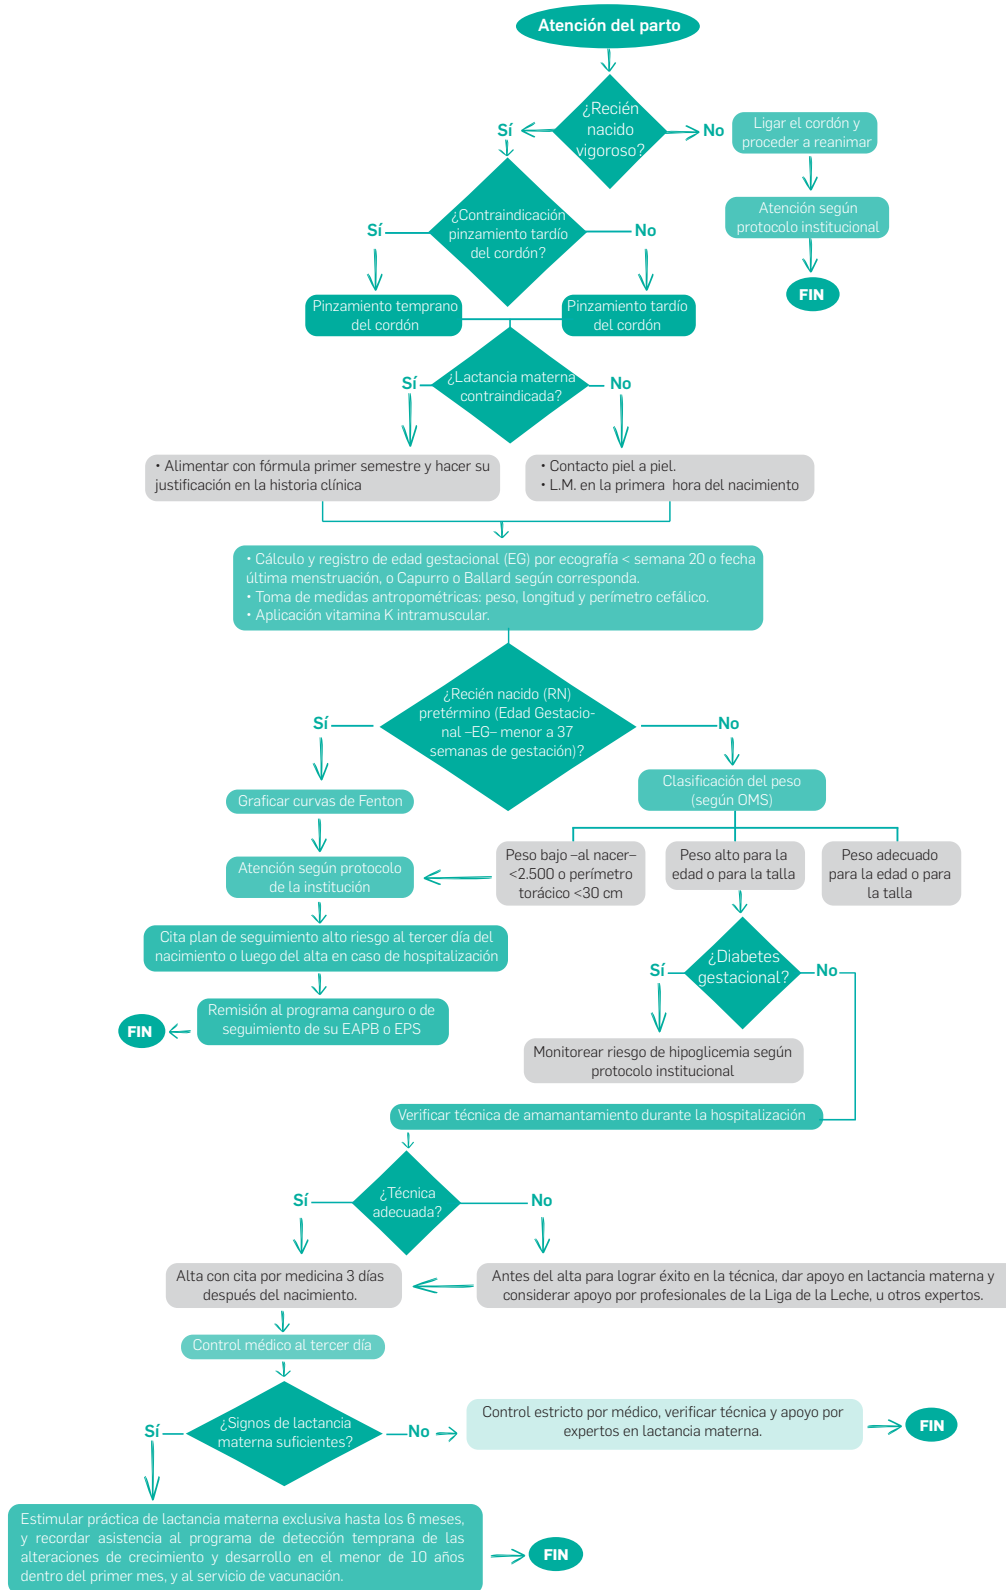 Atención del parto
¿Recién
nacido
vigoroso?
Sí
No
Ligar el cordón y
proceder a reanimar
Atención según
protocolo institucional
FIN
¿Contraindicación
pinzamiento tardío
del cordón?
Sí
No
Pinzamiento temprano
del cordón
Pinzamiento tardío
del cordón
¿Lactancia materna
contraindicada?
Sí
No
• Alimentar con fórmula primer semestre y hacer su
justificación en la historia clínica
• Contacto piel a piel.
• L.M. en la primera hora del nacimiento
• Cálculo y registro de edad gestacional (EG) por ecografía < semana 20 o fecha
última menstruación, o Capurro o Ballard según corresponda.
• Toma de medidas antropométricas: peso, longitud y perímetro cefálico.
• Aplicación vitamina K intramuscular.
¿Recién nacido (RN)
pretérmino (Edad Gestacio-
nal –EG– menor a 37
semanas de gestación)?
Sí
No
Graficar curvas de Fenton
Atención según protocolo
de la institución
Cita plan de seguimiento alto riesgo al tercer día del
nacimiento o luego del alta en caso de hospitalización
Remisión al programa canguro o de
seguimiento de su EAPB o EPS
FIN
Clasificación del peso
(según OMS)
Peso bajo –al nacer–
<2.500 o perímetro
torácico <30 cm
Peso alto para la
edad o para la talla
Peso adecuado
para la edad o para
la talla
¿Diabetes
gestacional?
Sí
No
Monitorear riesgo de hipoglicemia según
protocolo institucional
Verificar técnica de amamantamiento durante la hospitalización
¿Técnica
adecuada?
Sí
No
Alta con cita por medicina 3 días
después del nacimiento.
Antes del alta para lograr éxito en la técnica, dar apoyo en lactancia materna y
considerar apoyo por profesionales de la Liga de la Leche, u otros expertos.
Control médico al tercer día
¿Signos de lactancia
materna suficientes?
Sí
No
Control estricto por médico, verificar técnica y apoyo por
expertos en lactancia materna.
FIN
Estimular práctica de lactancia materna exclusiva hasta los 6 meses,
y recordar asistencia al programa de detección temprana de las
alteraciones de crecimiento y desarrollo en el menor de 10 años
dentro del primer mes, y al servicio de vacunación.
FIN